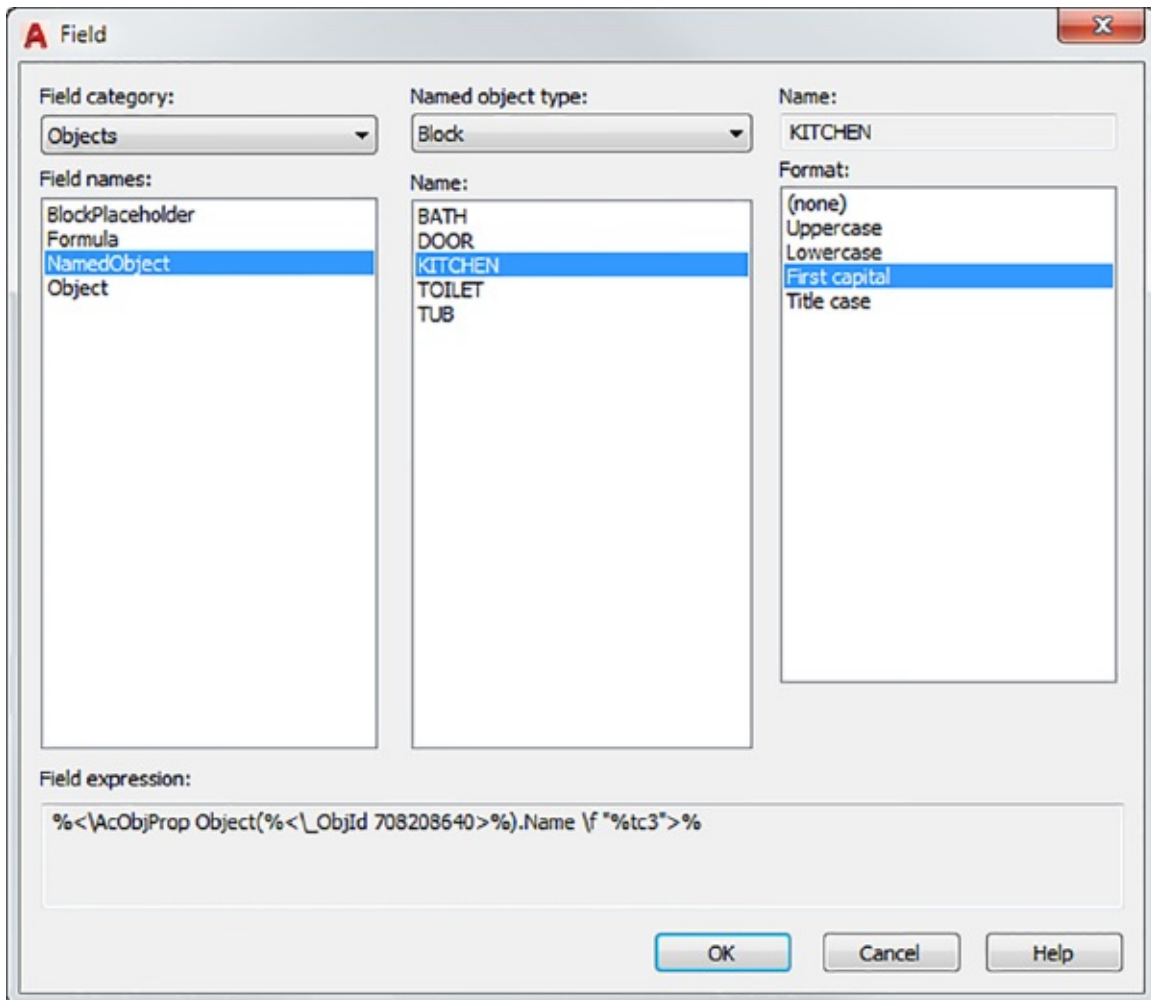 Field
Field category:
Objects
Field names:
BlockPlaceholder
Formula
NamedObject
Object
Named object type:
Block
Name:
BATH
DOOR
KITCHEN
TOILET
TUB
Name:
KITCHEN
Format:
(none)
Uppercase
Lowercase
First capital
Title case
Field expression:
%<\AcObjProp Object(%<\_ObjId 708208640>%).Name \f "%tc3">%
OK
Cancel
Help